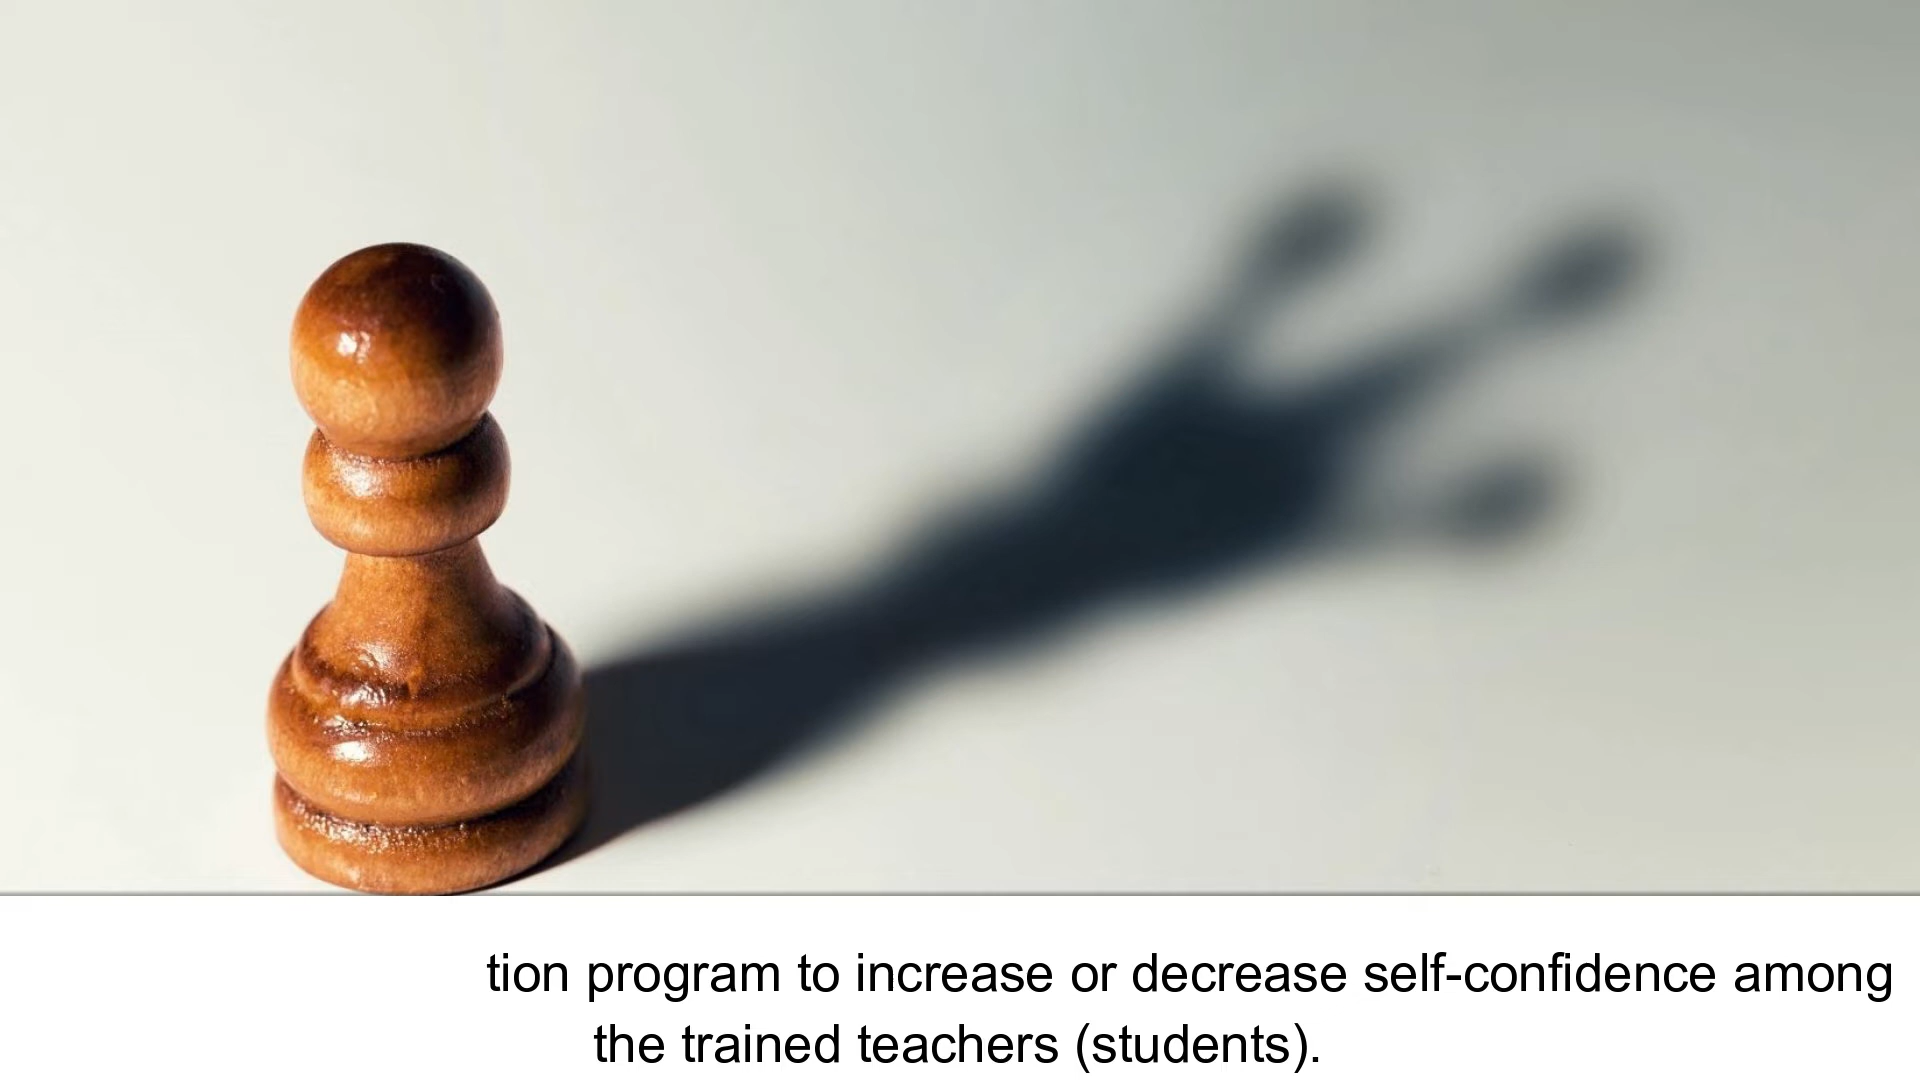 tion program to increase or decrease self-confidence among
the trained teachers (students).